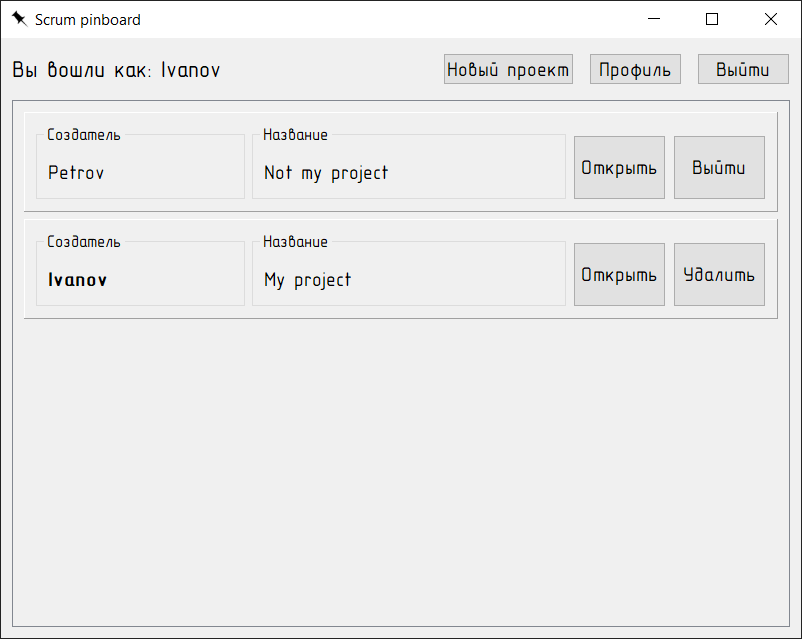 Scrum pinboard
Вы вошли как: Ivanov Новый проект Профиль Выйти
Создатель Название
Petrov Not my project Открыть Выйти
Создатель Название
Ivanov My project Открыть Удалить